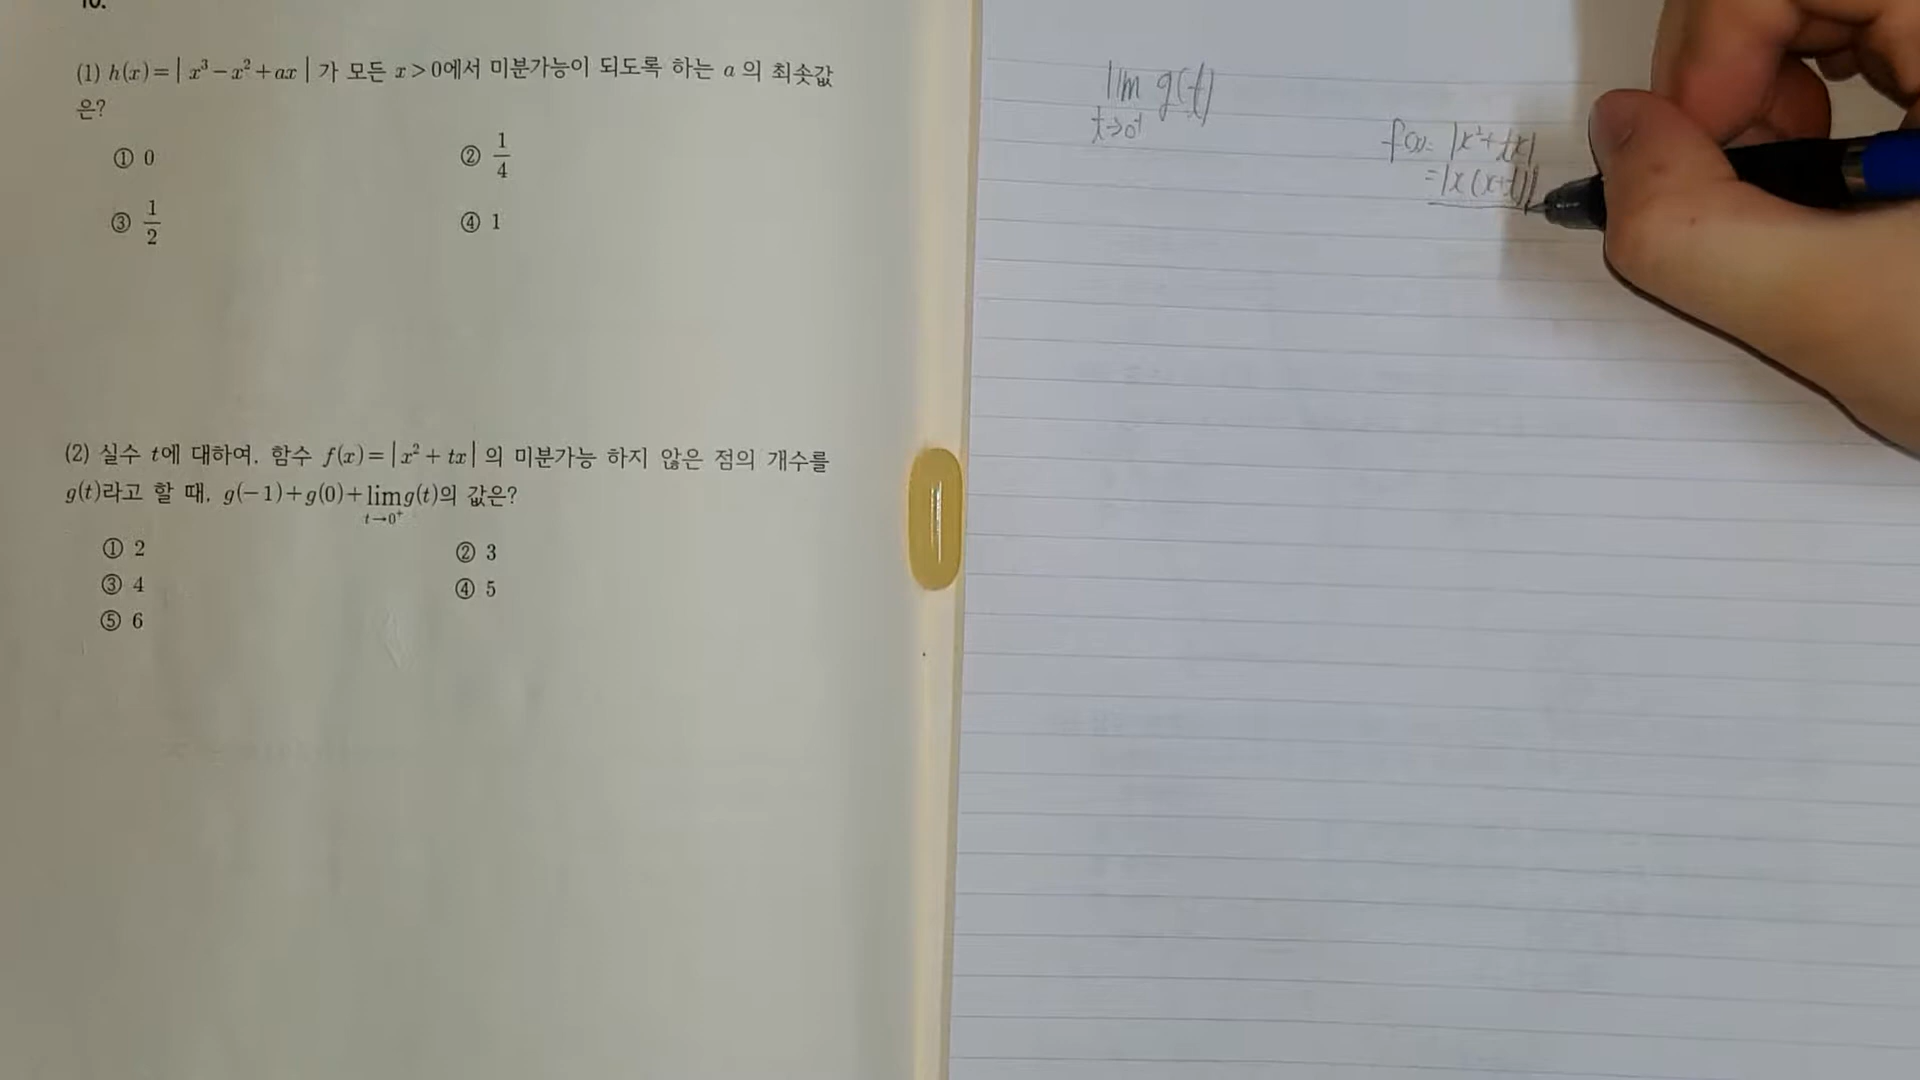 10.
(1) h(x)=|x³-x²+ax|가 모든 x>0에서 미분가능이 되도록 하는 a의 최솟값
은?
① 0 ② 1/4
③ 1/2 ④ 1
(2) 실수 t에 대하여, 함수 f(x)=|x²+tx|의 미분가능 하지 않은 점의 개수를
g(t)라고 할 때, g(-1)+g(0)+lim g(t)의 값은?
t→0⁺
① 2 ② 3
③ 4 ④ 5
⑤ 6
lim g(t)
t→0⁺
f(x)=|x²+tx|
=|x(x+t)|